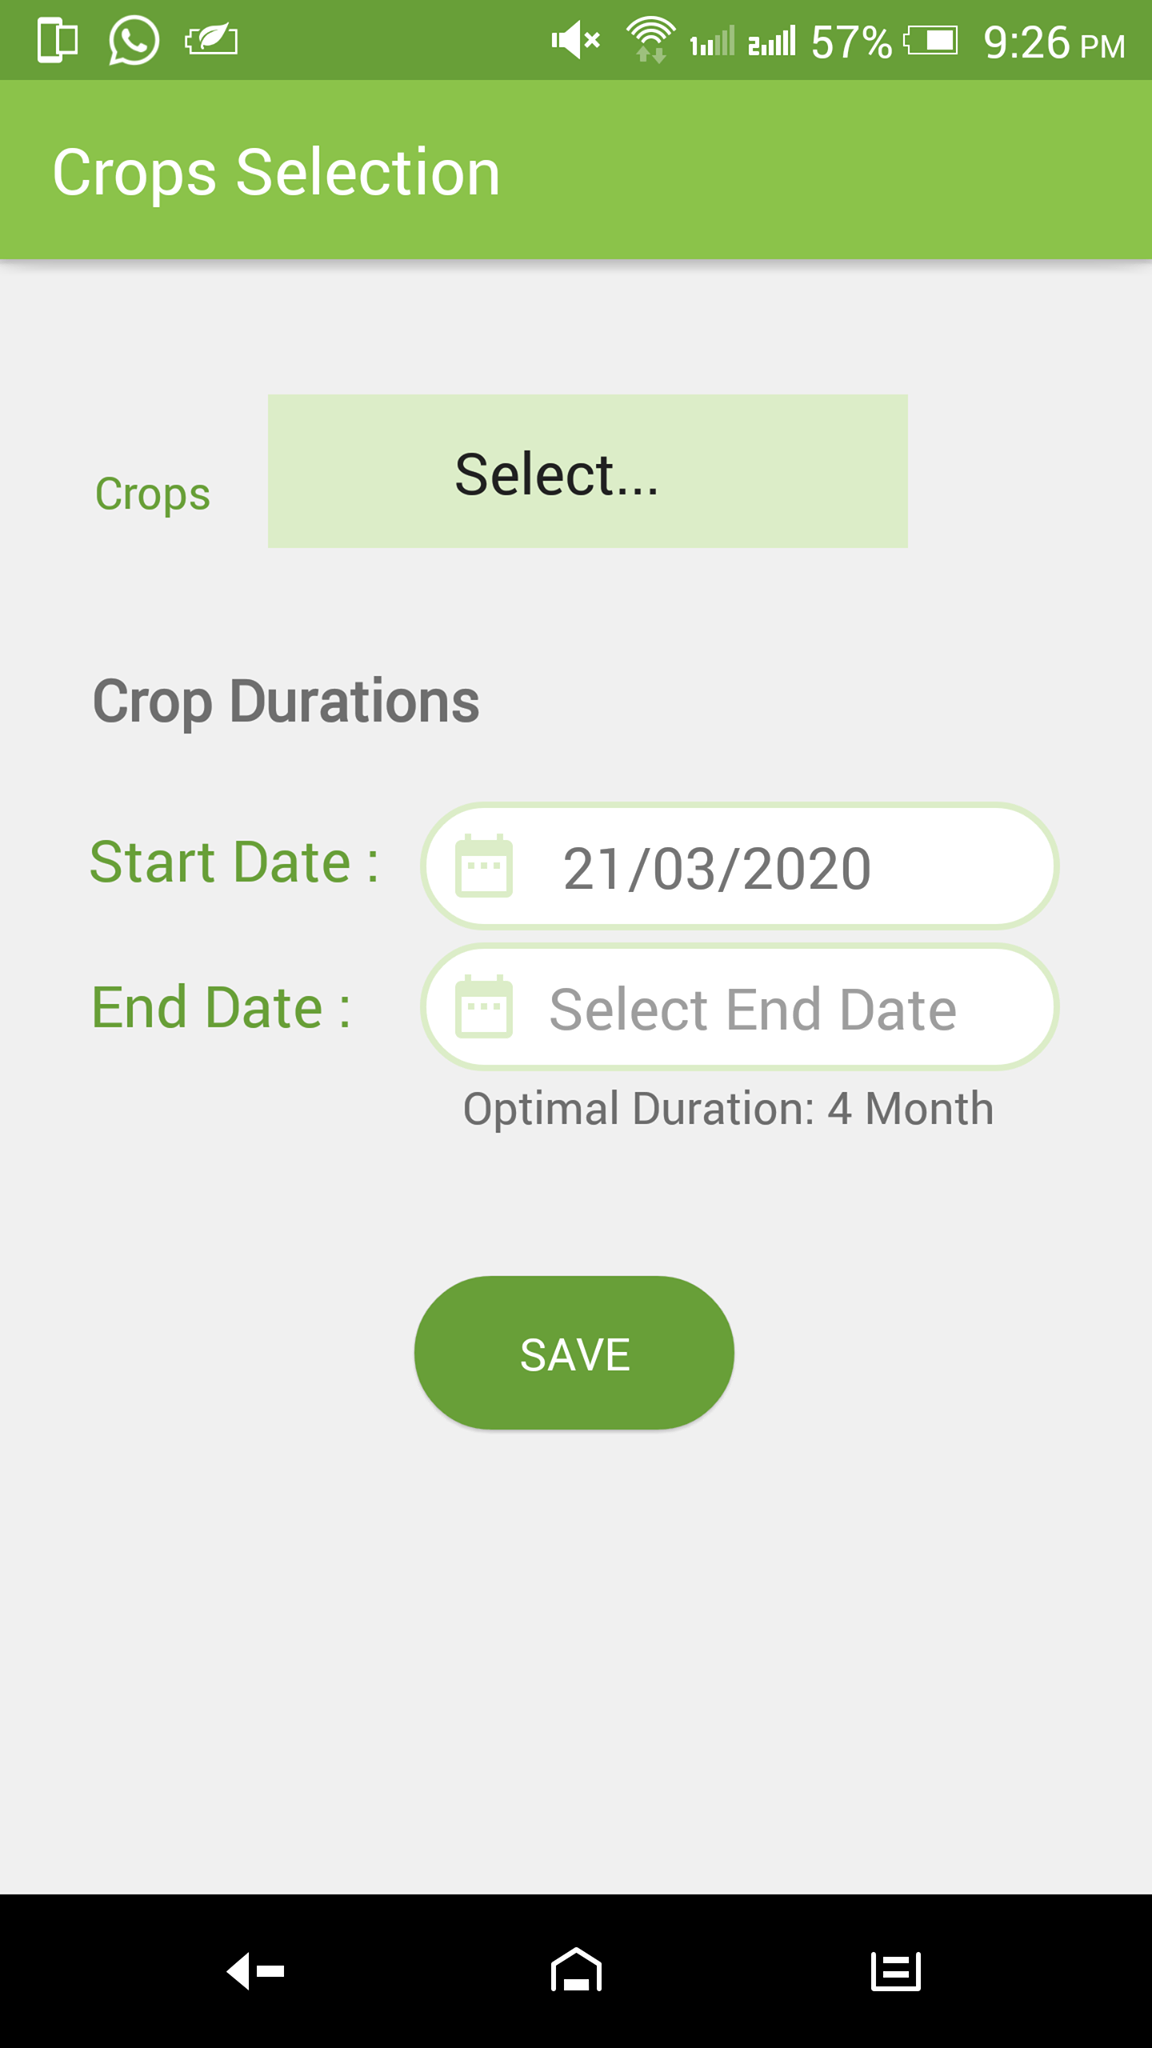 57% 9:26 PM
Crops Selection
Crops Select...
Crop Durations
Start Date : 21/03/2020
End Date : Select End Date
Optimal Duration: 4 Month
SAVE